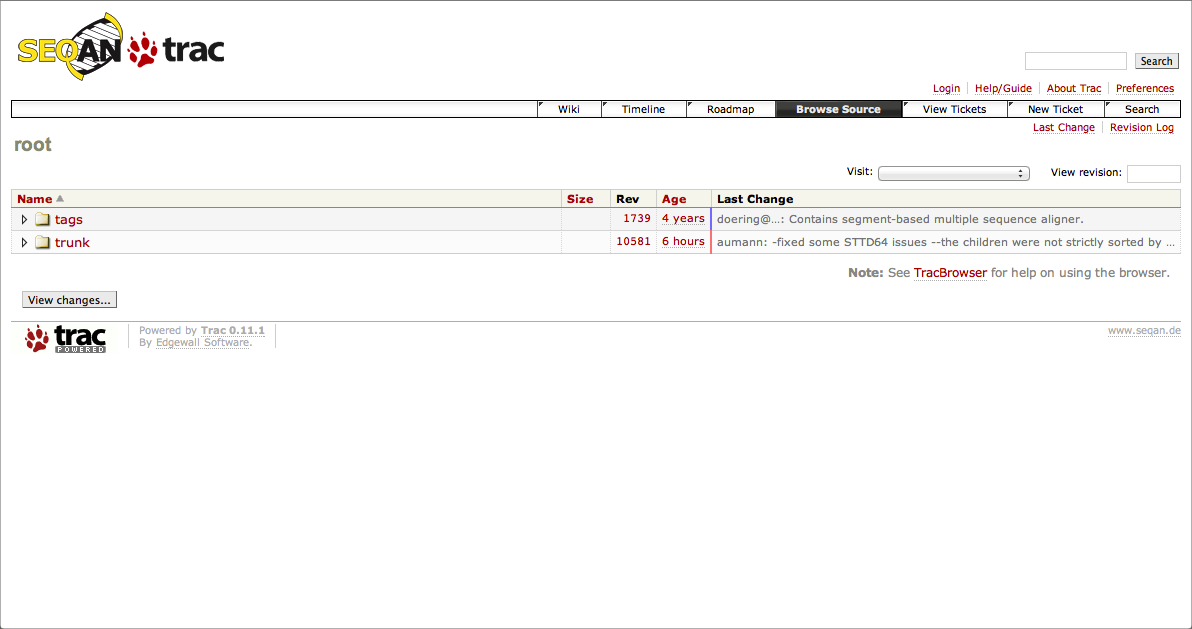 SEQAN trac
Search
Login Help/Guide About Trac Preferences
Wiki Timeline Roadmap Browse Source View Tickets New Ticket Search
Last Change Revision Log
root
Visit: View revision:
Name Size Rev Age Last Change
tags 1739 4 years doering@...: Contains segment-based multiple sequence aligner.
trunk 10581 6 hours aumann: -fixed some STTD64 issues --the children were not strictly sorted by ...
Note: See TracBrowser for help on using the browser.
View changes...
trac POWERED
Powered by Trac 0.11.1
By Edgewall Software.
www.seqan.de